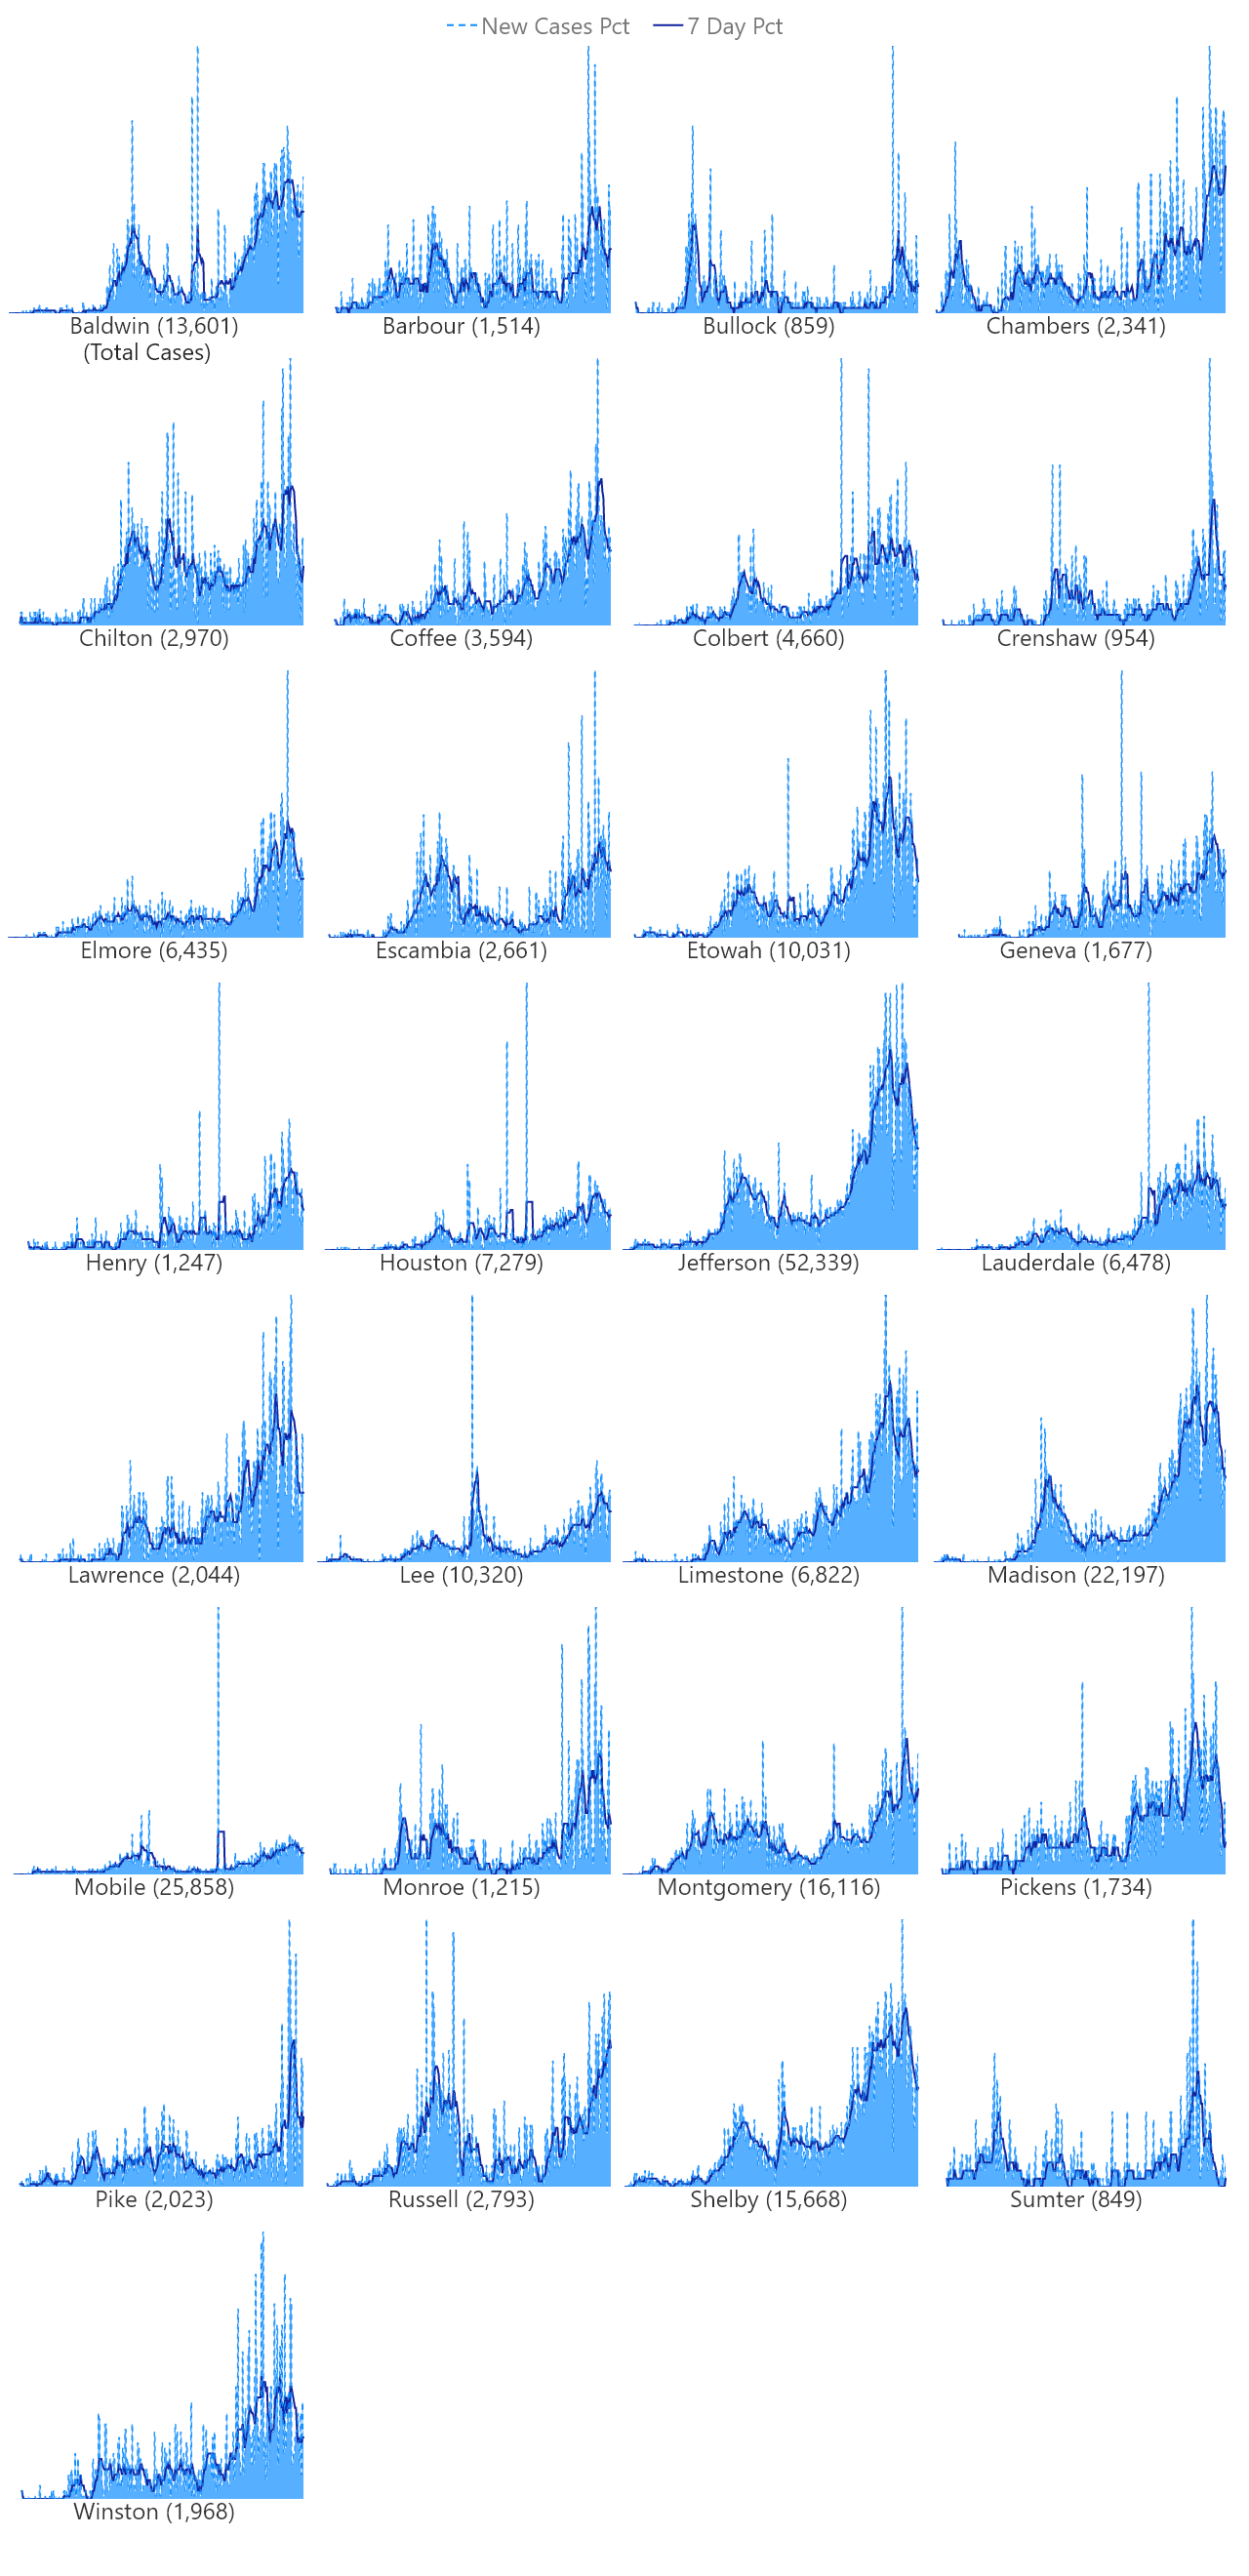 New Cases Pct 7 Day Pct
Baldwin (13,601) Barbour (1,514) Bullock (859) Chambers (2,341)
(Total Cases)
Chilton (2,970) Coffee (3,594) Colbert (4,660) Crenshaw (954)
Elmore (6,435) Escambia (2,661) Etowah (10,031) Geneva (1,677)
Henry (1,247) Houston (7,279) Jefferson (52,339) Lauderdale (6,478)
Lawrence (2,044) Lee (10,320) Limestone (6,822) Madison (22,197)
Mobile (25,858) Monroe (1,215) Montgomery (16,116) Pickens (1,734)
Pike (2,023) Russell (2,793) Shelby (15,668) Sumter (849)
Winston (1,968)